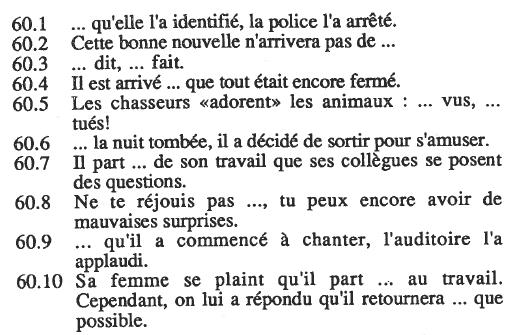 60.1 ... qu'elle l'a identifié, la police l'a arrêté.
60.2 Cette bonne nouvelle n'arrivera pas de ...
60.3 ... dit, ... fait.
60.4 Il est arrivé ... que tout était encore fermé.
60.5 Les chasseurs «adorent» les animaux : ... vus, ...
tués!
60.6 ... la nuit tombée, il a décidé de sortir pour s'amuser.
60.7 Il part ... de son travail que ses collègues se posent
des questions.
60.8 Ne te réjouis pas ..., tu peux encore avoir de
mauvaises surprises.
60.9 ... qu'il a commencé à chanter, l'auditoire l'a
applaudi.
60.10 Sa femme se plaint qu'il part ... au travail.
Cependant, on lui a répondu qu'il retournera ... que
possible.